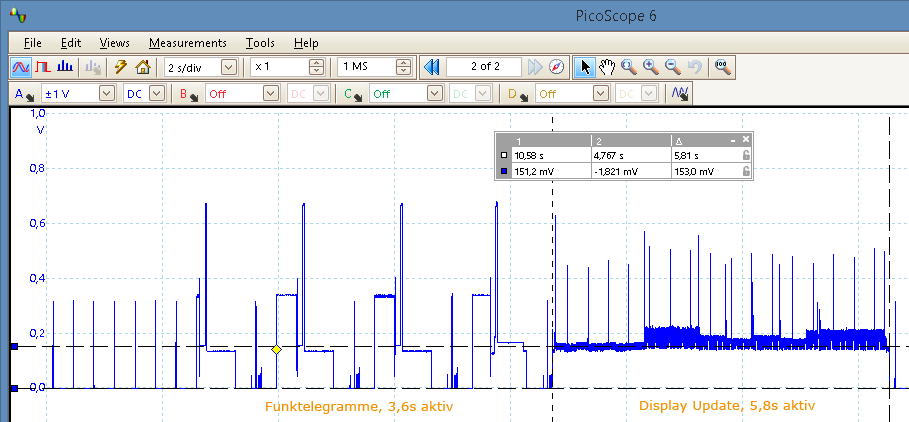 PicoScope 6
File Edit Views Measurements Tools Help
2 s/div x 1 1 MS 2 of 2 100%
A ±1 V DC B Off DC C Off DC D Off DC
1,0
V
0,8
0,6
0,4
0,2
0,0
1 2 Δ
10,58 s 4,767 s 5,81 s
151,2 mV -1,821 mV 153,0 mV
Funktelegramme, 3,6s aktiv
Display Update, 5,8s aktiv